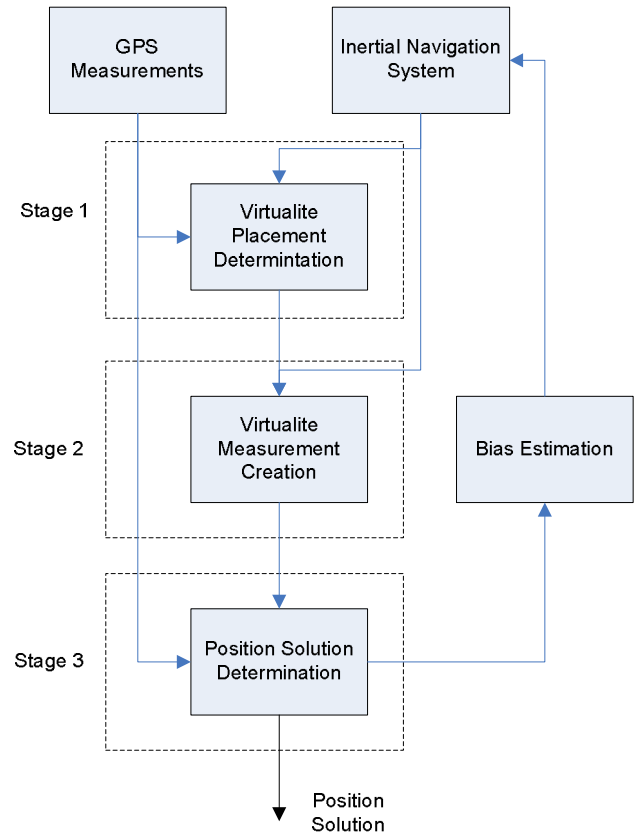 GPS
Measurements
Inertial Navigation
System
Stage 1
Virtualite
Placement
Determintation
Stage 2
Virtualite
Measurement
Creation
Bias Estimation
Stage 3
Position Solution
Determination
Position
Solution